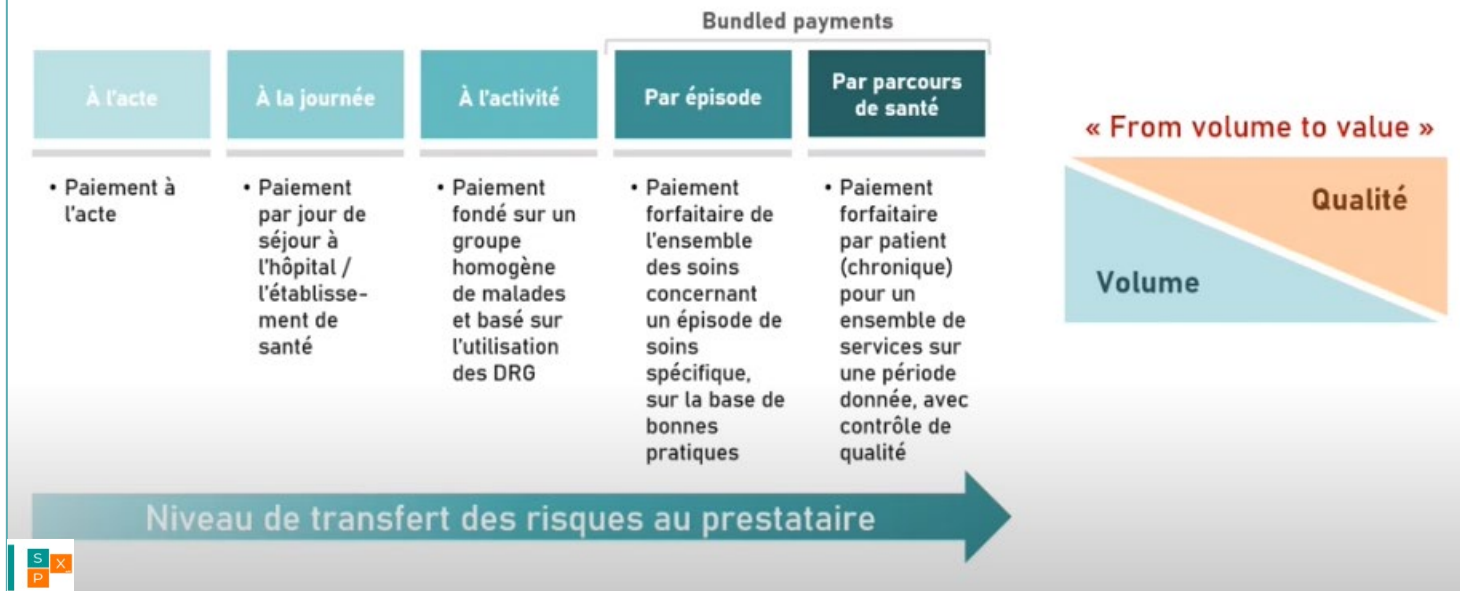 Bundled payments
À l'acte
À la journée
À l'activité
Par épisode
Par parcours
de santé
• Paiement à
l'acte
• Paiement
par jour de
séjour à
l'hôpital /
l'établisse-
ment de
santé
• Paiement
fondé sur un
groupe
homogène
de malades
et basé sur
l'utilisation
des DRG
• Paiement
forfaitaire de
l'ensemble
des soins
concernant
un épisode de
soins
spécifique,
sur la base de
bonnes
pratiques
• Paiement
forfaitaire
par patient
(chronique)
pour un
ensemble de
services sur
une période
donnée, avec
contrôle de
qualité
« From volume to value »
Qualité
Volume
Niveau de transfert des risques au prestataire
S
X
P